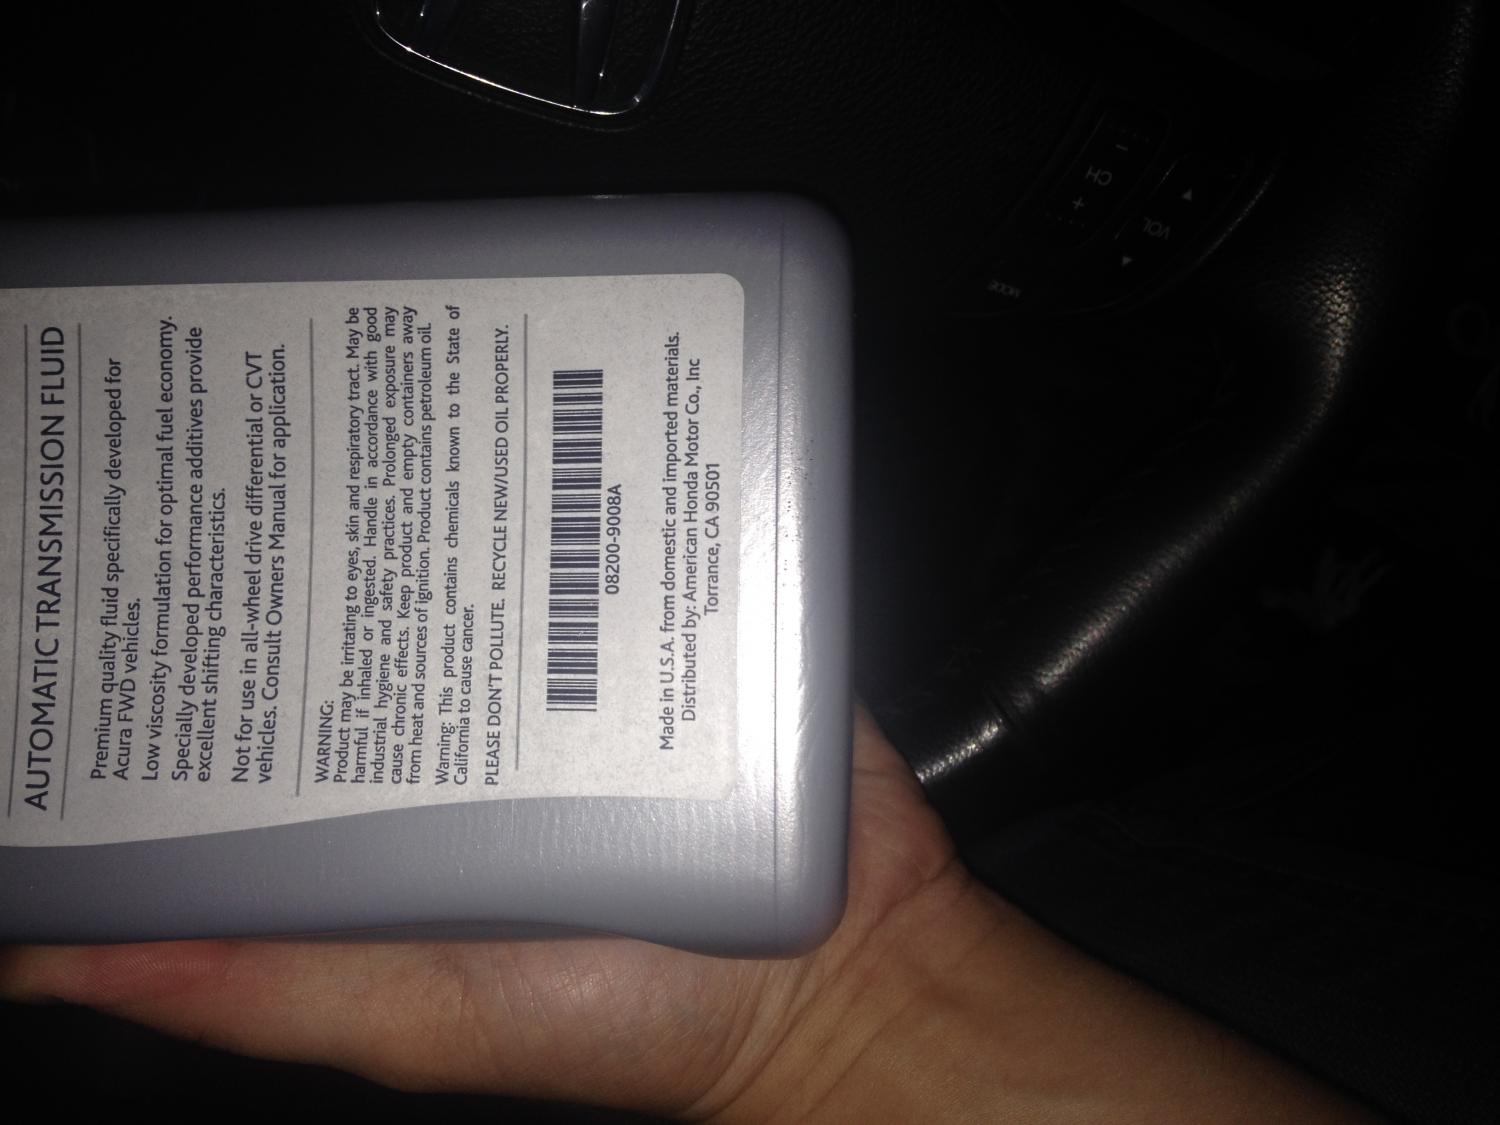 AUTOMATIC TRANSMISSION FLUID
Premium quality fluid specifically developed for
Acura FWD vehicles.
Low viscosity formulation for optimal fuel economy.
Specially developed performance additives provide
excellent shifting characteristics.
Not for use in all-wheel drive differential or CVT
vehicles. Consult Owners Manual for application.
WARNING:
Product may be irritating to eyes, skin and respiratory tract. May be
harmful if inhaled or ingested. Handle in accordance with good
industrial hygiene and safety practices. Prolonged exposure may
cause chronic effects. Keep product and empty containers away
from heat and sources of ignition. Product contains petroleum oil.
Warning: This product contains chemicals known to the State of
California to cause cancer.
PLEASE DON'T POLLUTE. RECYCLE NEW/USED OIL PROPERLY.
08200-9008A
Made in U.S.A. from domestic and imported materials.
Distributed by: American Honda Motor Co., Inc
Torrance, CA 90501
- CH +
VOL
MODE